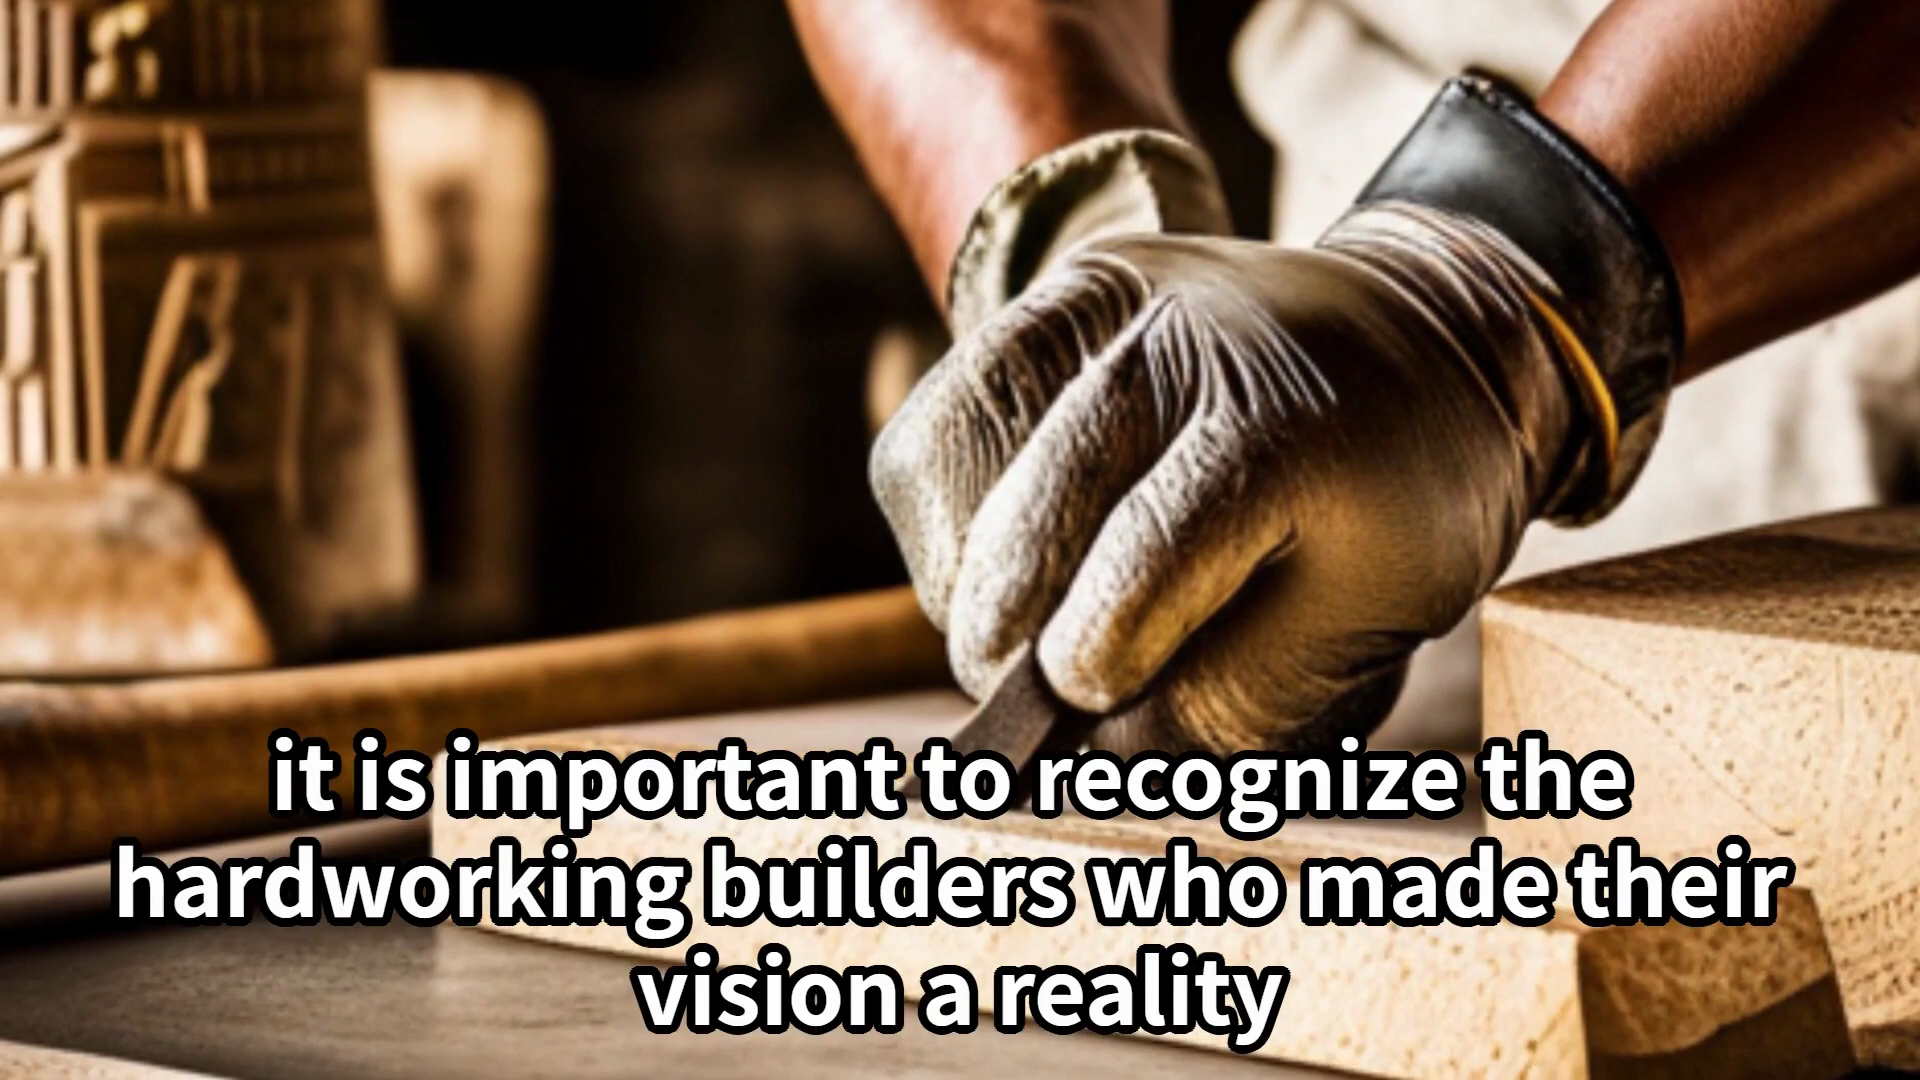 it is important to recognize the
hardworking builders who made their
vision a reality